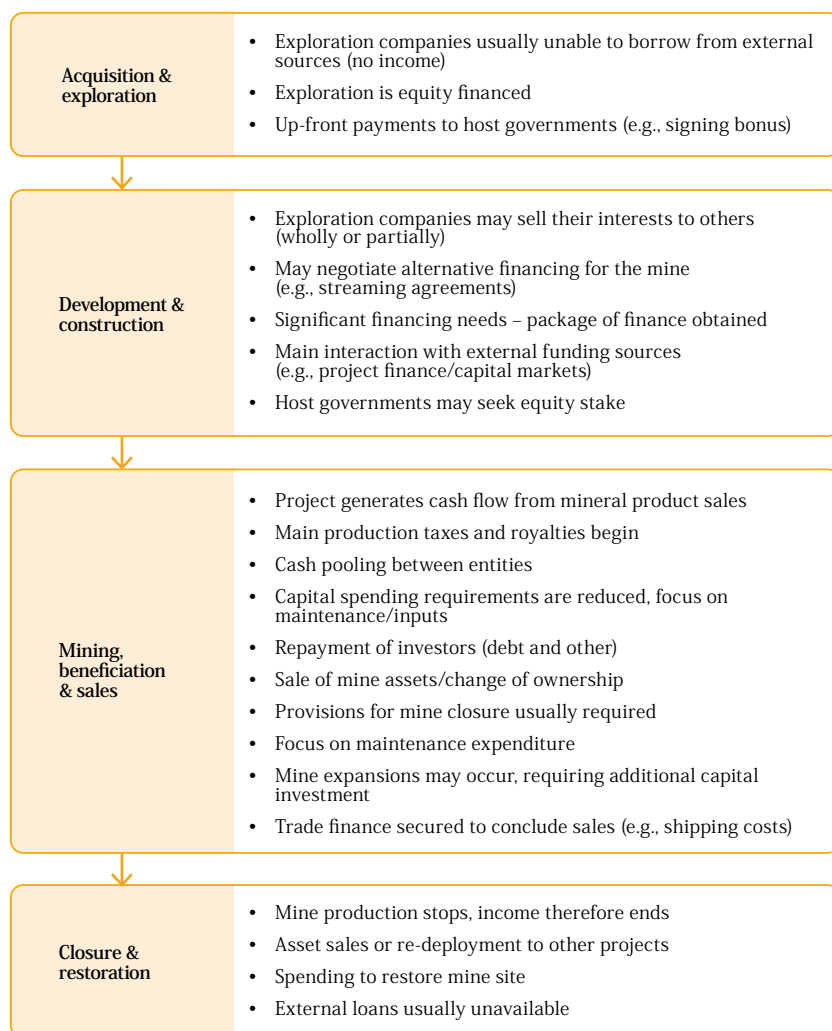 Acquisition &
exploration
• Exploration companies usually unable to borrow from external
sources (no income)
• Exploration is equity financed
• Up-front payments to host governments (e.g., signing bonus)
Development &
construction
• Exploration companies may sell their interests to others
(wholly or partially)
• May negotiate alternative financing for the mine
(e.g., streaming agreements)
• Significant financing needs – package of finance obtained
• Main interaction with external funding sources
(e.g., project finance/capital markets)
• Host governments may seek equity stake
Mining,
beneficiation
& sales
• Project generates cash flow from mineral product sales
• Main production taxes and royalties begin
• Cash pooling between entities
• Capital spending requirements are reduced, focus on
maintenance/inputs
• Repayment of investors (debt and other)
• Sale of mine assets/change of ownership
• Provisions for mine closure usually required
• Focus on maintenance expenditure
• Mine expansions may occur, requiring additional capital
investment
• Trade finance secured to conclude sales (e.g., shipping costs)
Closure &
restoration
• Mine production stops, income therefore ends
• Asset sales or re-deployment to other projects
• Spending to restore mine site
• External loans usually unavailable